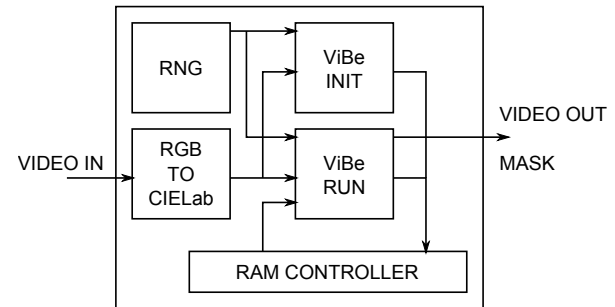 RNG
ViBe
INIT
VIDEO OUT
VIDEO IN
RGB
TO
CIELab
ViBe
RUN
MASK
RAM CONTROLLER